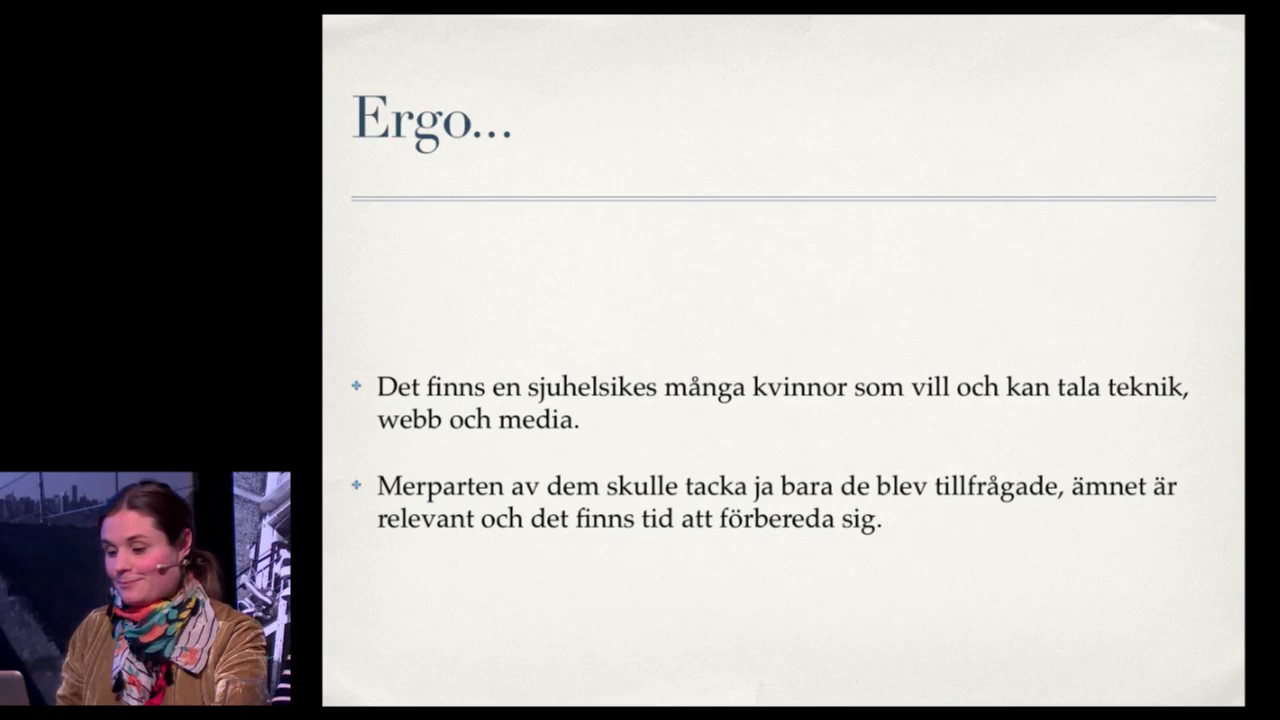 Ergo...
Det finns en sjuhelsikes många kvinnor som vill och kan tala teknik,
webb och media.
Merparten av dem skulle tacka ja bara de blev tillfrågade, ämnet är
relevant och det finns tid att förbereda sig.